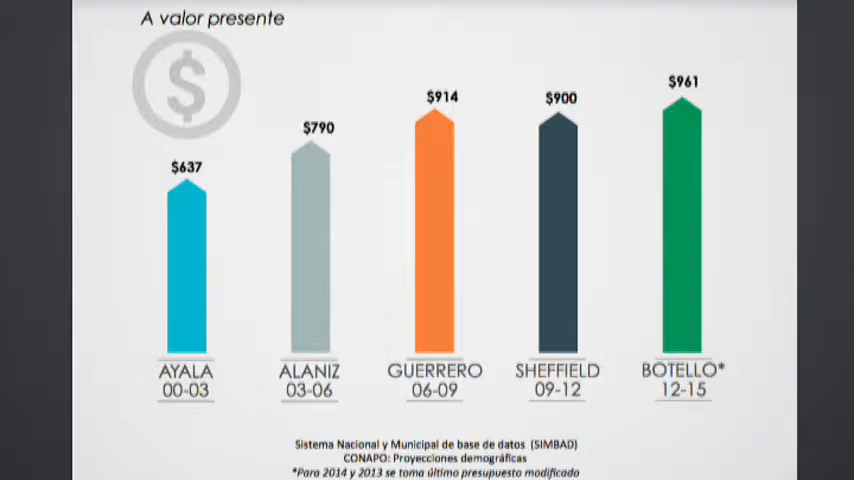 A valor presente
$
$637
$790
$914
$900
$961
AYALA
00-03
ALANIZ
03-06
GUERRERO
06-09
SHEFFIELD
09-12
BOTELLO*
12-15
Sistema Nacional y Municipal de base de datos (SIMBAD)
CONAPO: Proyecciones demográficas
*Para 2014 y 2013 se toma último presupuesto modificado